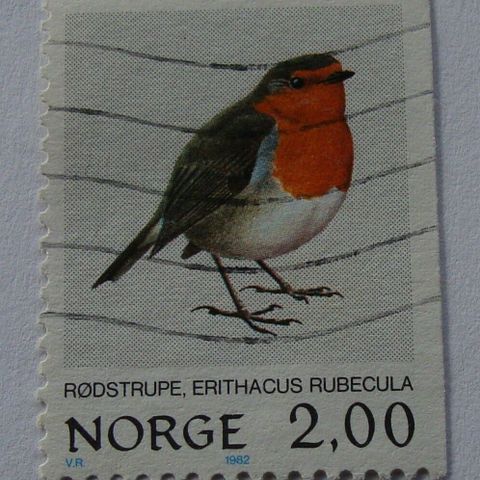 RØDSTRUPE, ERITHACUS RUBECULA
NORGE 2,00
V.R. 1982